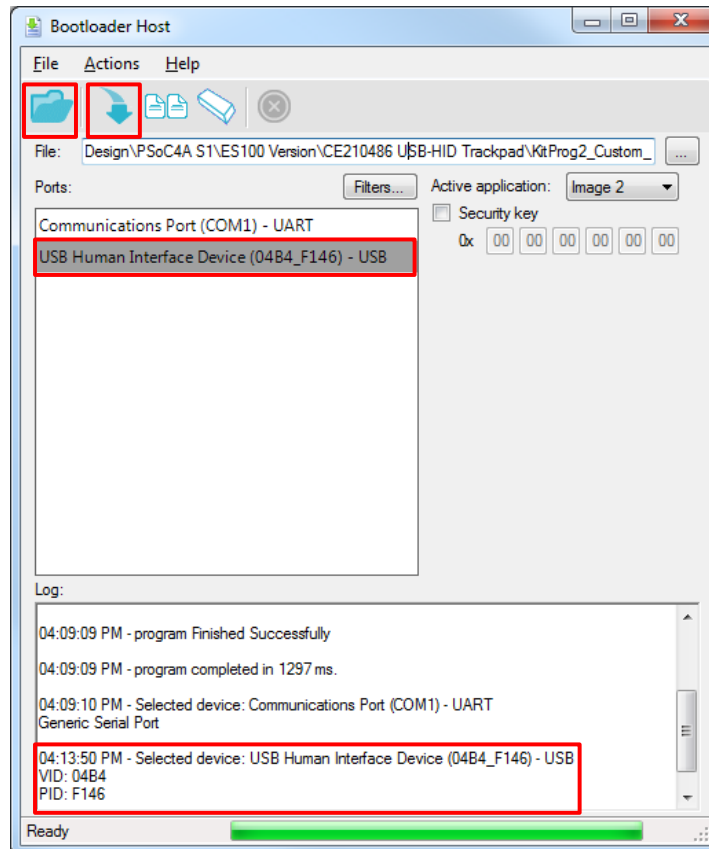 Bootloader Host
File Actions Help
File: Design\PSoC4A S1\ES100 Version\CE210486 USB-HID Trackpad\KitProg2_Custom_ ...
Ports: Filters... Active application: Image 2
Communications Port (COM1) - UART
Security key
USB Human Interface Device (04B4_F146) - USB
0x 00 00 00 00 00 00
Log:
04:09:09 PM - program Finished Successfully
04:09:09 PM - program completed in 1297 ms.
04:09:10 PM - Selected device: Communications Port (COM1) - UART
Generic Serial Port
04:13:50 PM - Selected device: USB Human Interface Device (04B4_F146) - USB
VID: 04B4
PID: F146
Ready